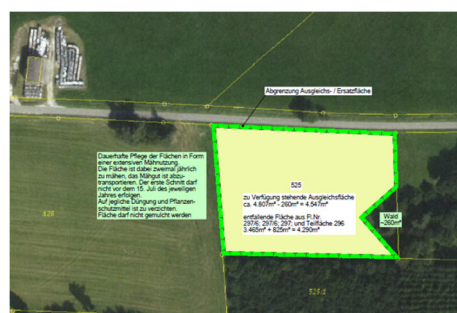 Abgrenzung Ausgleichs- / Ersatzfläche
Dauerhafte Pflege der Flächen in Form
einer extensiven Mähnutzung.
Die Fläche ist dabei zweimal jährlich
zu mähen, das Mähgut ist abzu-
transportieren. Der erste Schnitt darf
nicht vor dem 15. Juli des jeweiligen
Jahres erfolgen.
Auf jegliche Düngung und Pflanzen-
schutzmittel ist zu verzichten.
Fläche darf nicht gemulcht werden
525
zu Verfügung stehende Ausgleichsfläche
ca. 4.807m² - 260m² = 4.547m²
entfallende Fläche aus Fl.Nr.
297/6; 297/6; 297; und Teilfläche 296
3.465m² + 825m² = 4.290m²
Wald
~260m²